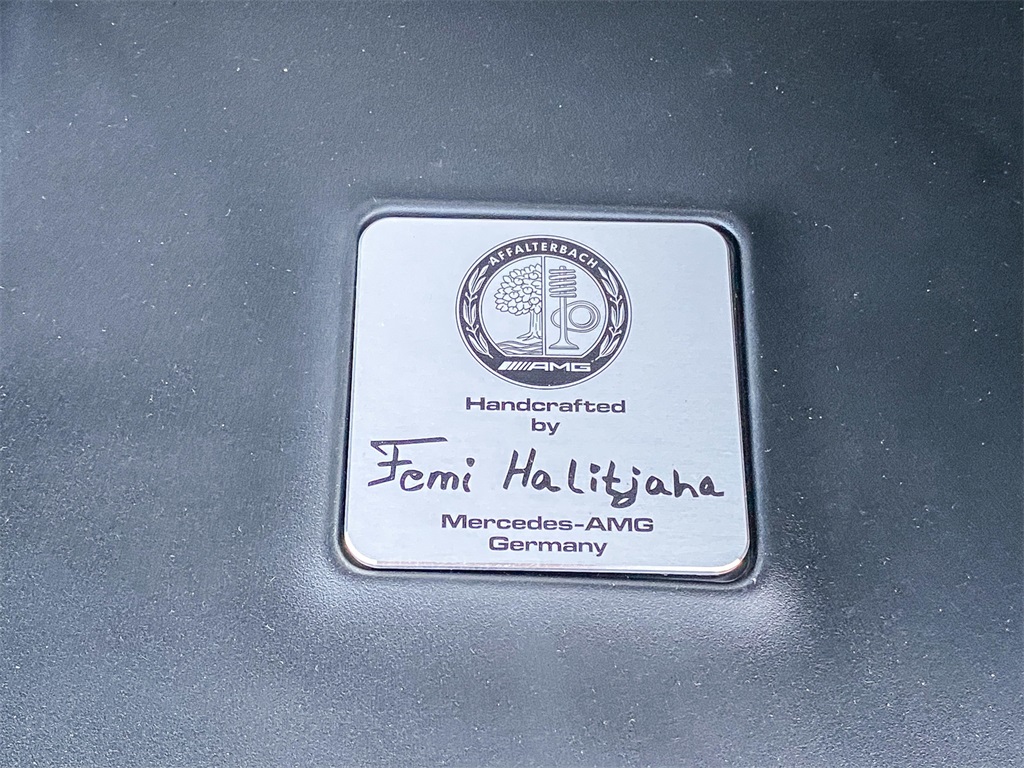 AFFALTERBACH
AMG
Handcrafted
by
Femi Halitjaha
Mercedes-AMG
Germany